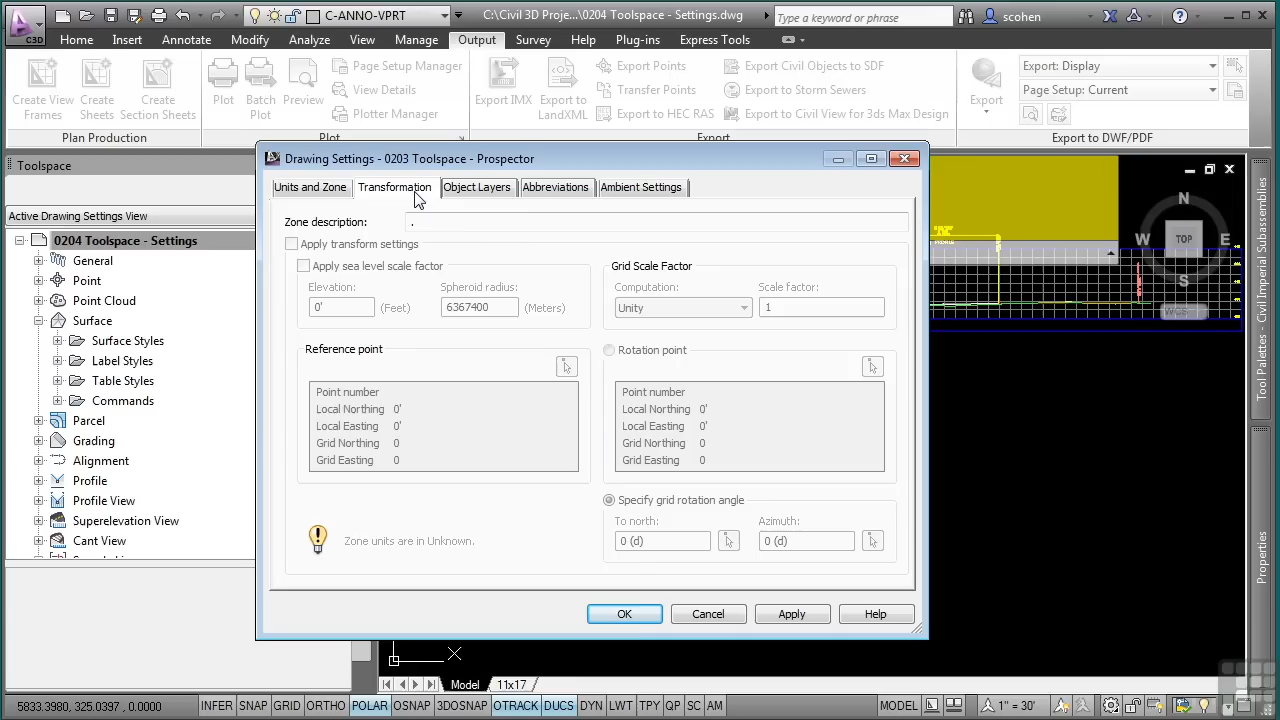 C-ANNO-VPRT
C:\Civil 3D Proje...\0204 Toolspace - Settings.dwg
Type a keyword or phrase
scohen
C3D
Home Insert Annotate Modify Analyze View Manage Output Survey Help Plug-ins Express Tools
Create View Frames
Create Sheets
Create Section Sheets
Plan Production
Plot
Batch Plot
Preview
Page Setup Manager
View Details
Plotter Manager
Plot
Export IMX
Export to LandXML
Export Points
Transfer Points
Export to HEC RAS
Export Civil Objects to SDF
Export to Storm Sewers
Export to Civil View for 3ds Max Design
Export
Export
Export: Display
Page Setup: Current
Export to DWF/PDF
Toolspace
Active Drawing Settings View
0204 Toolspace - Settings
General
Point
Point Cloud
Surface
Surface Styles
Label Styles
Table Styles
Commands
Parcel
Grading
Alignment
Profile
Profile View
Superelevation View
Cant View
Drawing Settings - 0203 Toolspace - Prospector
Units and Zone Transformation Object Layers Abbreviations Ambient Settings
Zone description: .
Apply transform settings
Apply sea level scale factor
Elevation: Spheroid radius:
0' (Feet) 6367400 (Meters)
Grid Scale Factor
Computation: Scale factor:
Unity 1
Reference point
Point number
Local Northing 0'
Local Easting 0'
Grid Northing 0
Grid Easting 0
Rotation point
Point number
Local Northing 0'
Local Easting 0'
Grid Northing 0
Grid Easting 0
Specify grid rotation angle
To north: Azimuth:
0 (d) 0 (d)
Zone units are in Unknown.
OK Cancel Apply Help
N
W TOP E
S
WCS
Tool Palettes - Civil Imperial Subassemblies
Properties
Model 11x17
5833.3980, 325.0397, 0.0000
INFER SNAP GRID ORTHO POLAR OSNAP 3DOSNAP OTRACK DUCS DYN LWT TPY QP SC AM
MODEL
1" = 30'